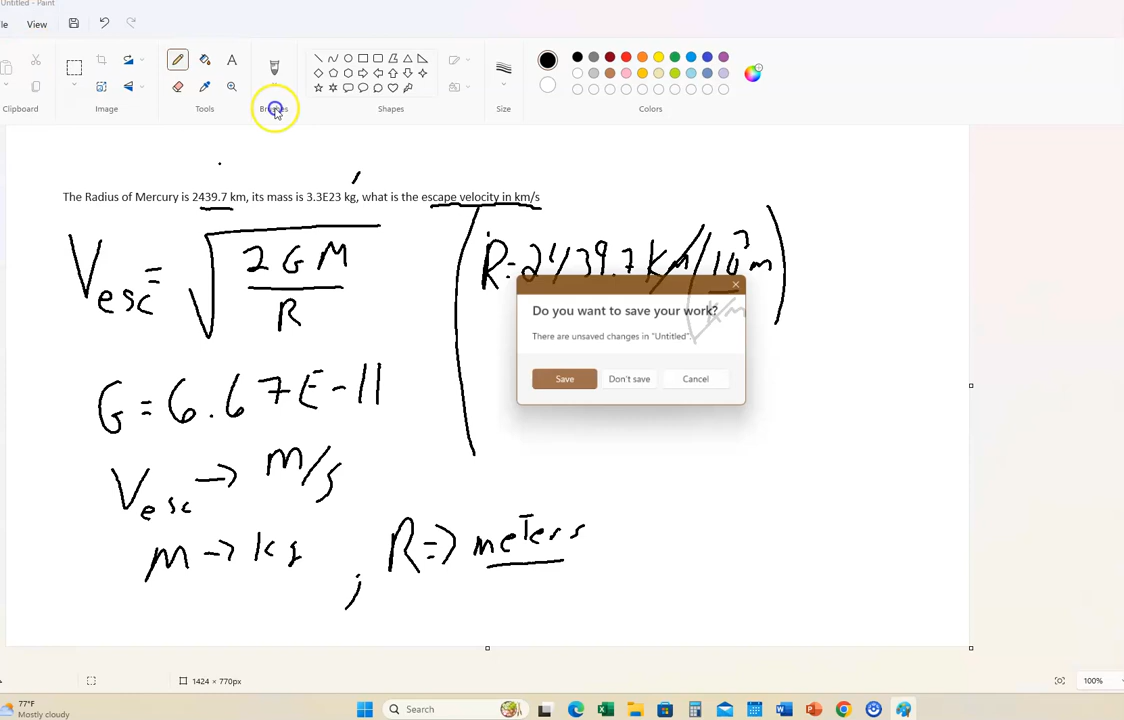 Untitled - Paint
le View
Clipboard Image Tools Brushes Shapes Size Colors
The Radius of Mercury is 2439.7 km, its mass is 3.3E23 kg, what is the escape velocity in km/s
Vesc = √ 2GM
R
R=2439.7 Km 10³ m
Km
Do you want to save your work?
There are unsaved changes in "Untitled".
Save Don't save Cancel
G = 6.67E-11
Vesc → m/s
m → kg ; R => meters
1424 × 770px 100%
77°F
Mostly cloudy
Search